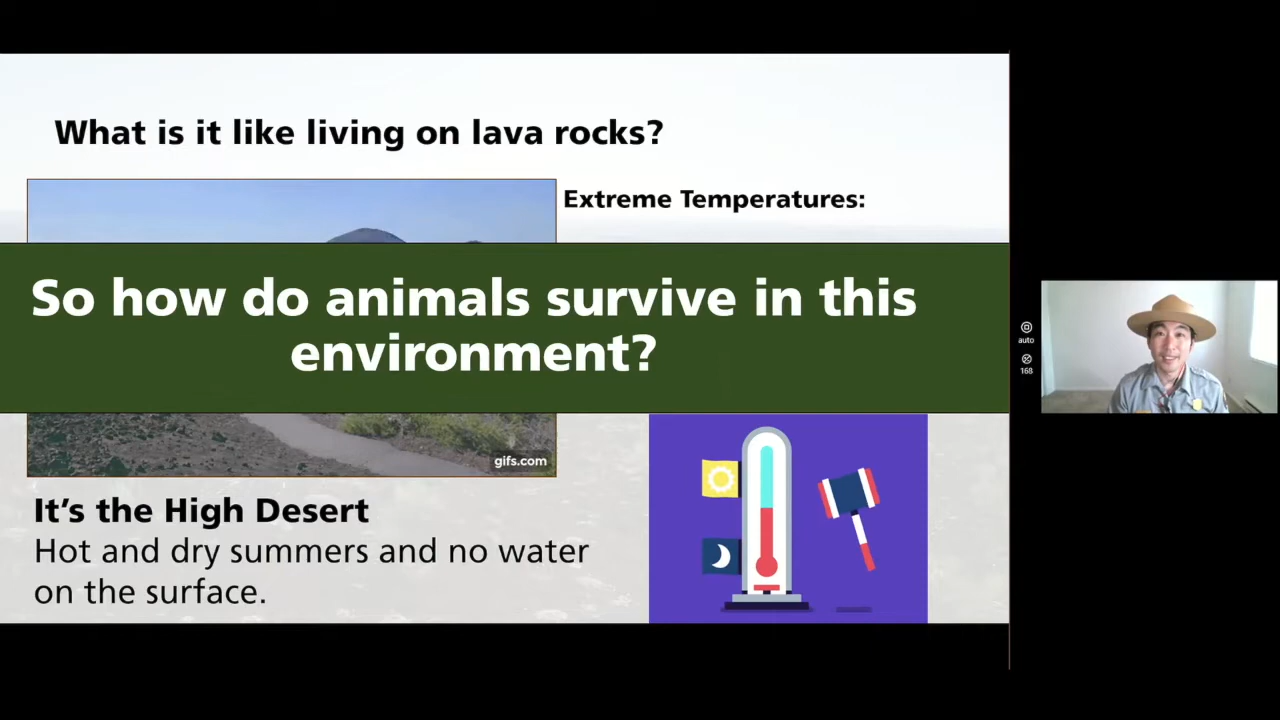 What is it like living on lava rocks?
Extreme Temperatures:
So how do animals survive in this
environment?
gifs.com
It’s the High Desert
Hot and dry summers and no water
on the surface.
auto
168